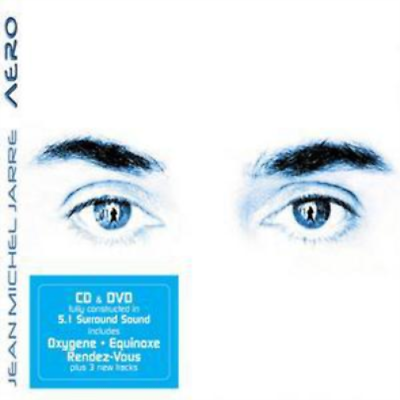 JEAN MICHEL JARRE AERO
CD & DVD
fully constructed in
5.1 Surround Sound
includes
Oxygene • Equinoxe
Rendez-Vous
plus 3 new tracks